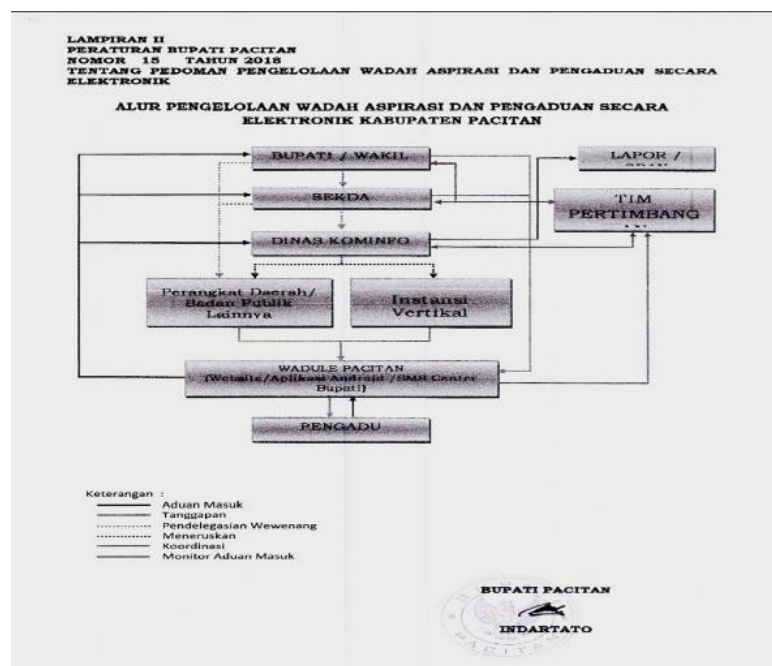 LAMPIRAN II
PERATURAN BUPATI PACITAN
NOMOR 15 TAHUN 2018
TENTANG PEDOMAN PENGELOLAAN WADAH ASPIRASI DAN PENGADUAN SECARA
ELEKTRONIK
ALUR PENGELOLAAN WADAH ASPIRASI DAN PENGADUAN SECARA
ELEKTRONIK KABUPATEN PACITAN
BUPATI / WAKIL
LAPOR /
SEKDA
TIM
PERTIMBANG
DINAS KOMINFO
Perangkat Daerah/
Badan Publik
Lainnya
Instansi
Vertikal
WADULE PACITAN
(Website/Aplikasi Android /SMS Center
Bupati)
PENGADU
Keterangan :
Aduan Masuk
Tanggapan
Pendelegasian Wewenang
Meneruskan
Koordinasi
Monitor Aduan Masuk
BUPATI PACITAN
INDARTATO